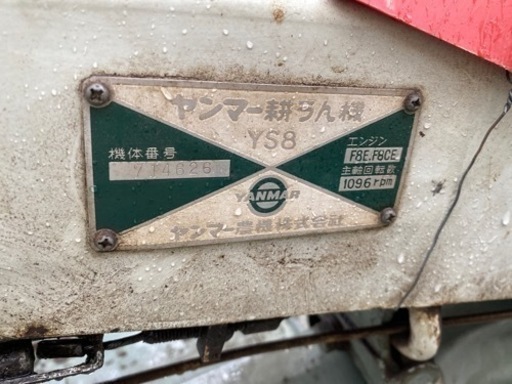 ヤンマー耕うん機
YS8
機体番号
エンジン
F8E.F8CE
主軸回転数
1096rpm
YANMAR
ヤンマー農機株式会社